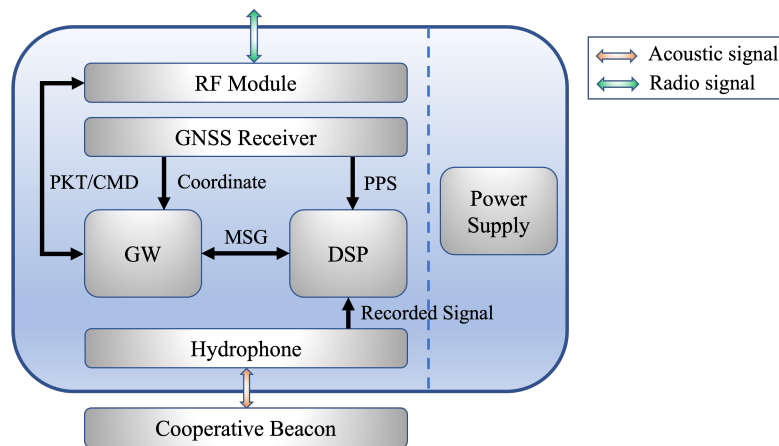 Acoustic signal
Radio signal
RF Module
GNSS Receiver
PKT/CMD
Coordinate
PPS
Power
Supply
GW
MSG
DSP
Recorded Signal
Hydrophone
Cooperative Beacon